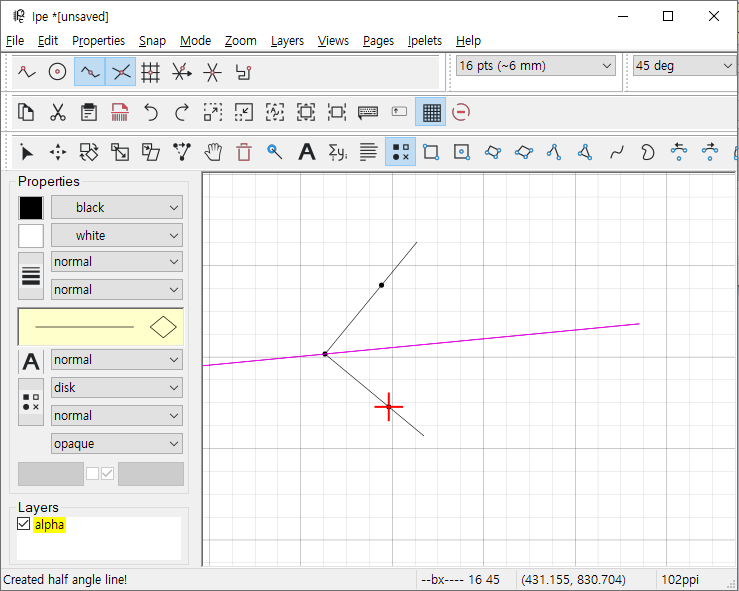 Ipe *[unsaved]
File Edit Properties Snap Mode Zoom Layers Views Pages Ipelets Help
16 pts (~6 mm) 45 deg
A Σyi
Properties
black
white
normal
normal
A normal
disk
normal
opaque
Layers
alpha
Created half angle line! --bx---- 16 45 (431.155, 830.704) 102ppi